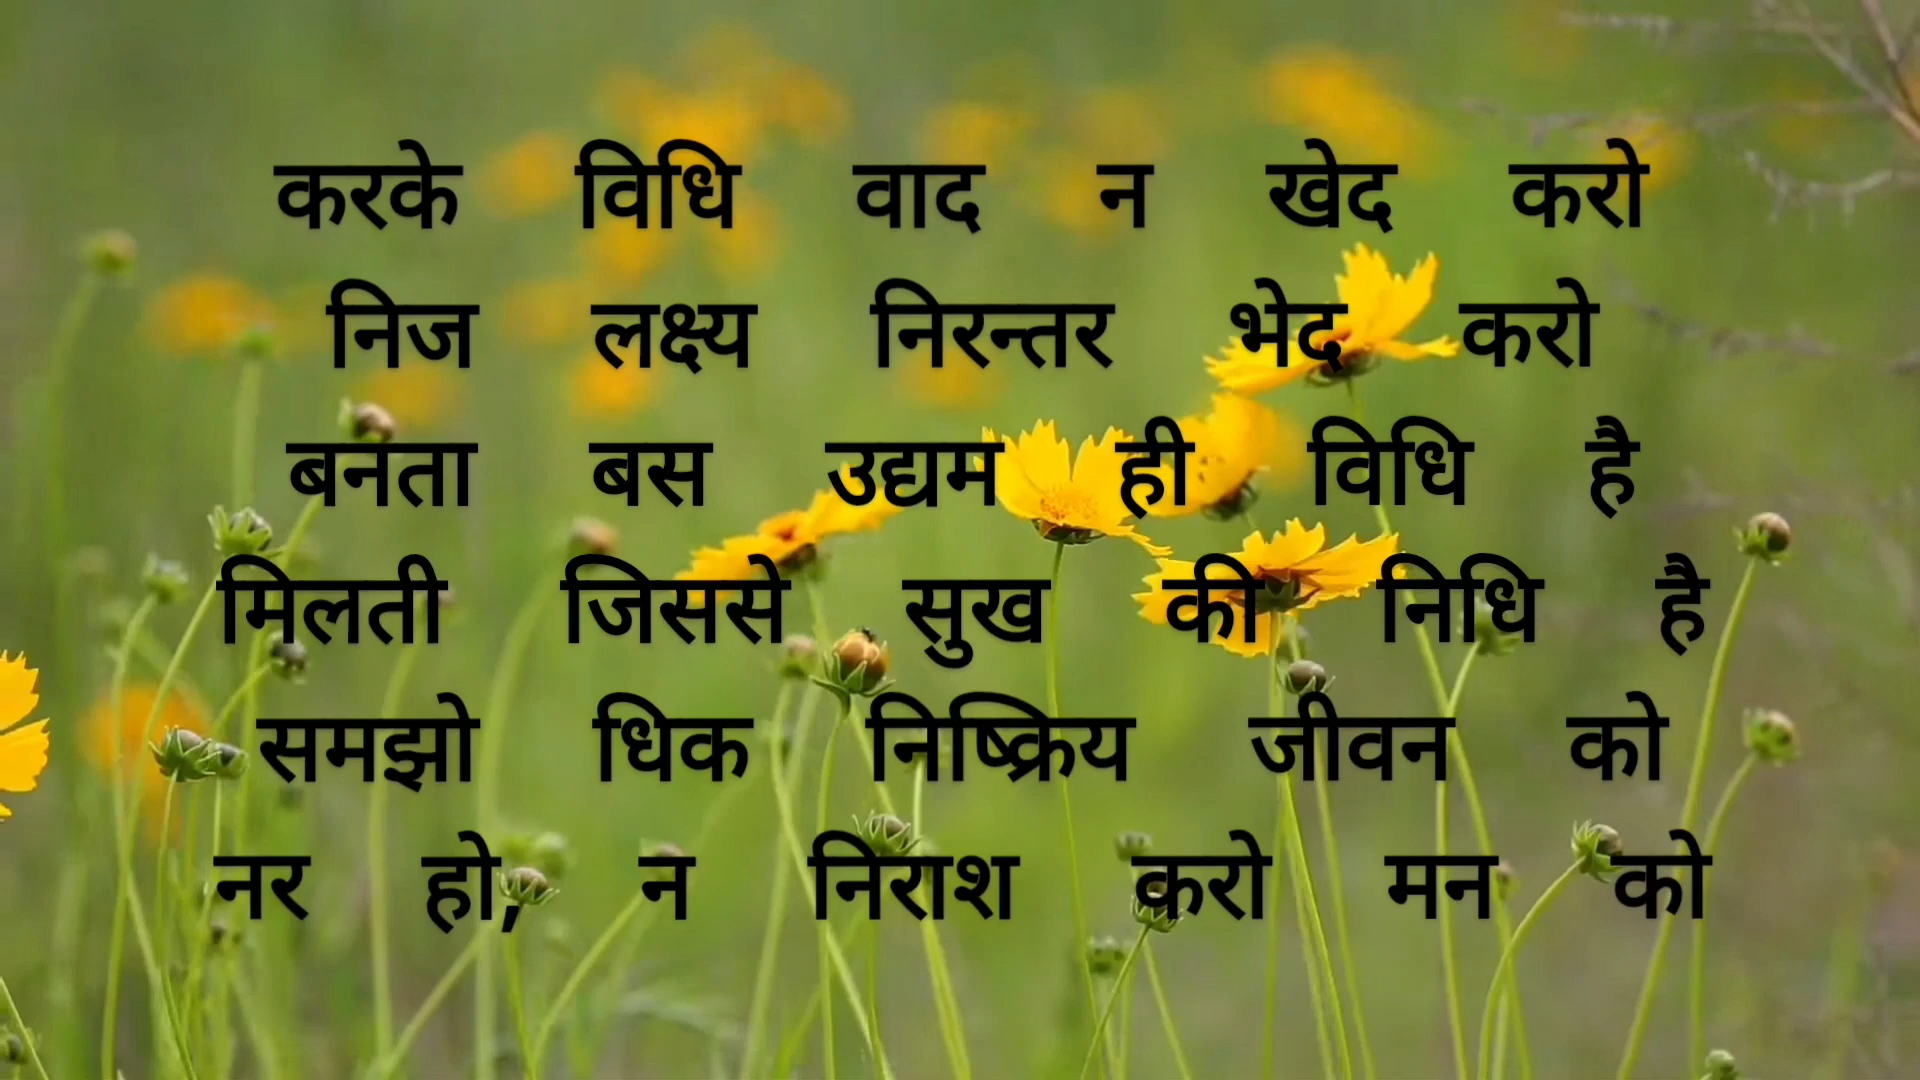 करके विधि वाद न खेद करो
निज लक्ष्य निरन्तर भेद करो
बनता बस उद्यम ही विधि है
मिलती जिससे सुख की निधि है
समझो धिक निष्क्रिय जीवन को
नर हो, न निराश करो मन को